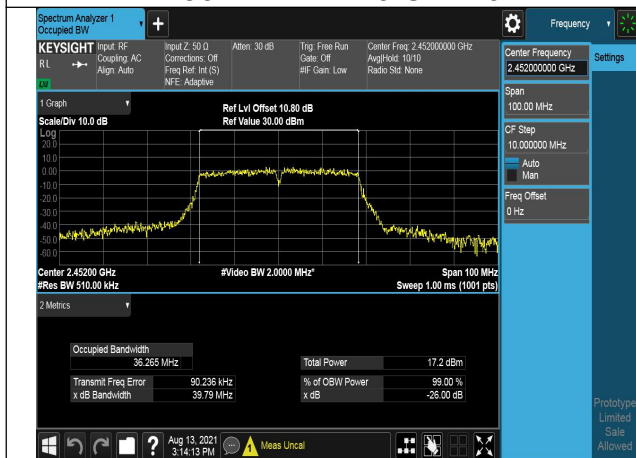 Spectrum Analyzer 1
Occupied BW
Frequency
KEYSIGHT
RL
LXI
Input: RF
Coupling: AC
Align: Auto
Input Z: 50 Ω
Corrections: Off
Freq Ref: Int (S)
NFE: Adaptive
Atten: 30 dB
Trig: Free Run
Gate: Off
#IF Gain: Low
Center Freq: 2.452000000 GHz
Avg|Hold: 10/10
Radio Std: None
Center Frequency
2.452000000 GHz
Settings
Span
100.00 MHz
CF Step
10.000000 MHz
Auto
Man
Freq Offset
0 Hz
1 Graph
Scale/Div 10.0 dB
Ref Lvl Offset 10.80 dB
Ref Value 30.00 dBm
Log
20.0
10.0
0.00
-10.0
-20.0
-30.0
-40.0
-50.0
-60.0
Center 2.45200 GHz
#Res BW 510.00 kHz
#Video BW 2.0000 MHz*
Span 100 MHz
Sweep 1.00 ms (1001 pts)
2 Metrics
Occupied Bandwidth
36.265 MHz
Total Power 17.2 dBm
Transmit Freq Error 90.236 kHz
% of OBW Power 99.00 %
x dB Bandwidth 39.79 MHz
x dB -26.00 dB
Prototype
Limited
Sale
Allowed
?
Aug 13, 2021
3:14:13 PM
1
Meas Uncal